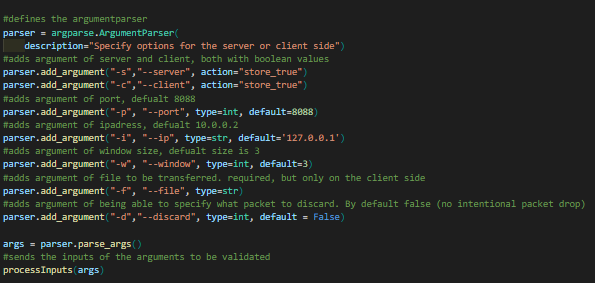 #defines the argumentparser
parser = argparse.ArgumentParser(
    description="Specify options for the server or client side")
#adds argument of server and client, both with boolean values
parser.add_argument("-s","--server", action="store_true")
parser.add_argument("-c","--client", action="store_true")
#adds argument of port, defualt 8088
parser.add_argument("-p", "--port", type=int, default=8088)
#adds argument of ipadress, defualt 10.0.0.2
parser.add_argument("-i", "--ip", type=str, default='127.0.0.1')
#adds argument of window size, defualt size is 3
parser.add_argument("-w", "--window", type=int, default=3)
#adds argument of file to be transferred. required, but only on the client side
parser.add_argument("-f", "--file", type=str)
#adds argument of being able to specify what packet to discard. By default false (no intentional packet drop)
parser.add_argument("-d","--discard", type=int, default = False)
args = parser.parse_args()
#sends the inputs of the arguments to be validated
processInputs(args)